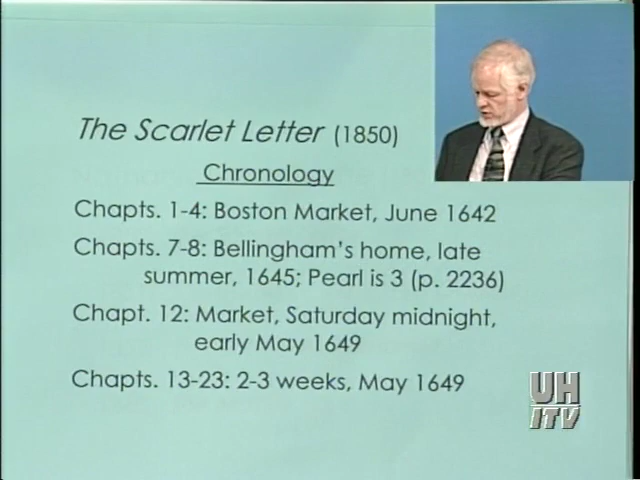 The Scarlet Letter (1850)
Chronology
Chapts. 1-4: Boston Market, June 1642
Chapts. 7-8: Bellingham's home, late
summer, 1645; Pearl is 3 (p. 2236)
Chapt. 12: Market, Saturday midnight,
early May 1649
Chapts. 13-23: 2-3 weeks, May 1649
UH
ITV